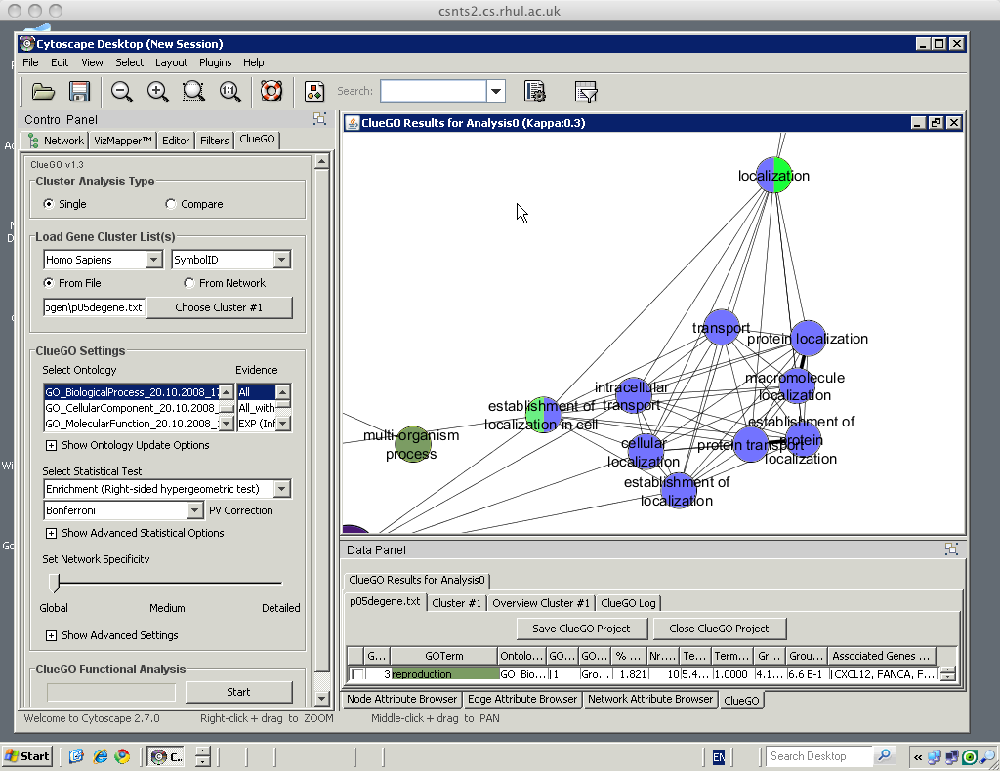 csnts2.cs.rhul.ac.uk
Cytoscape Desktop (New Session)
File Edit View Select Layout Plugins Help
1:1
Search:
Control Panel
Network VizMapper™ Editor Filters ClueGO
ClueGO v1.3
Cluster Analysis Type
Single Compare
Load Gene Cluster List(s)
Homo Sapiens SymbolID
From File From Network
ogen\p05degene.txt Choose Cluster #1
ClueGO Settings
Select Ontology Evidence
GO_BiologicalProcess_20.10.2008_17 All
GO_CellularComponent_20.10.2008_ All_with
GO_MolecularFunction_20.10.2008_ EXP (Inf
Show Ontology Update Options
Select Statistical Test
Enrichment (Right-sided hypergeometric test)
Bonferroni PV Correction
Show Advanced Statistical Options
Set Network Specificity
Global Medium Detailed
Show Advanced Settings
ClueGO Functional Analysis
Start
ClueGO Results for Analysis0 (Kappa:0.3)
localization
transport
protein localization
macromolecule
localization
intracellular
transport
establishment of
localization in cell
establishment of
protein
localization
multi-organism
process
cellular
localization
protein transport
establishment of
localization
Data Panel
ClueGO Results for Analysis0
p05degene.txt Cluster #1 Overview Cluster #1 ClueGO Log
Save ClueGO Project Close ClueGO Project
G... GOTerm Ontolo... GO... GO... % ... Nr... Te... Term... Gr... Grou... Associated Genes ...
3 reproduction GO_Bio... [1] Gro... 1.821 10 5.4... 1.0000 4.1... 6.6 E-1 [CXCL12, FANCA, F...
Node Attribute Browser Edge Attribute Browser Network Attribute Browser ClueGO
Welcome to Cytoscape 2.7.0 Right-click + drag to ZOOM Middle-click + drag to PAN
Start C.. EN Search Desktop